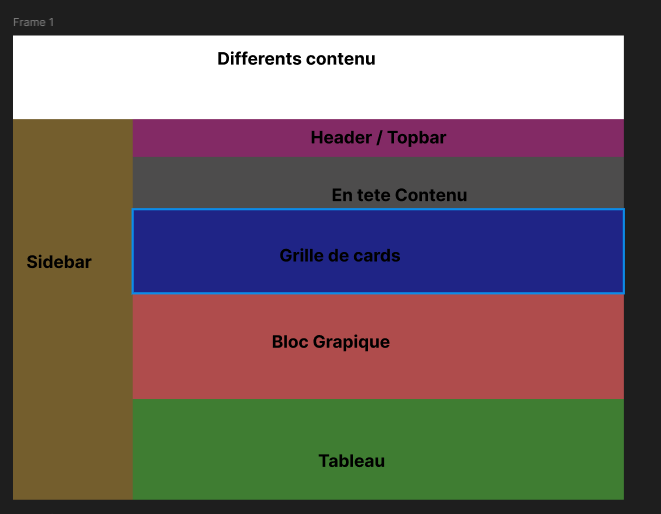 Frame 1
Differents contenu
Header / Topbar
En tete Contenu
Sidebar
Grille de cards
Bloc Grapique
Tableau